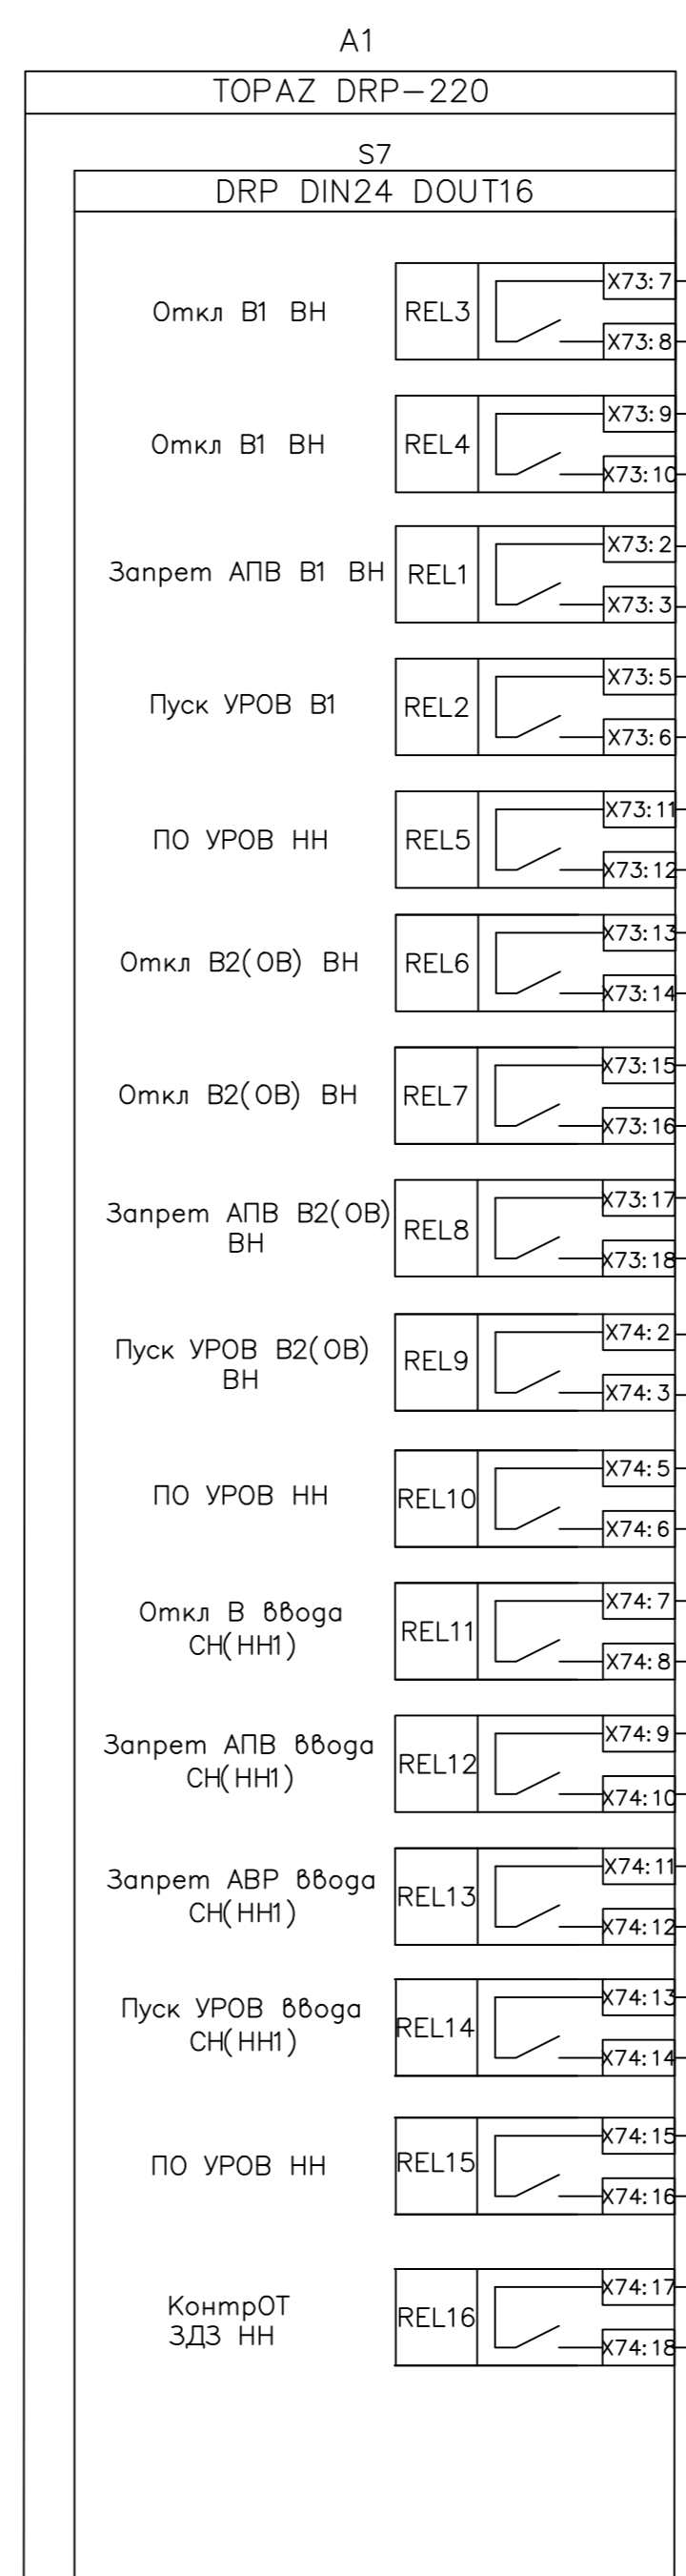 A1
TOPAZ DRP-220
S7
DRP DIN24 DOUT16
Откл В1 ВН
REL3
X73:7
X73:8
Откл В1 ВН
REL4
X73:9
X73:10
Запрет АПВ В1 ВН
REL1
X73:2
X73:3
Пуск УРОВ В1
REL2
X73:5
X73:6
ПО УРОВ НН
REL5
X73:11
X73:12
Откл В2(ОВ) ВН
REL6
X73:13
X73:14
Откл В2(ОВ) ВН
REL7
X73:15
X73:16
Запрет АПВ В2(ОВ)
ВН
REL8
X73:17
X73:18
Пуск УРОВ В2(ОВ)
ВН
REL9
X74:2
X74:3
ПО УРОВ НН
REL10
X74:5
X74:6
Откл В ввода
СН(НН1)
REL11
X74:7
X74:8
Запрет АПВ ввода
СН(НН1)
REL12
X74:9
X74:10
Запрет АВР ввода
СН(НН1)
REL13
X74:11
X74:12
Пуск УРОВ ввода
СН(НН1)
REL14
X74:13
X74:14
ПО УРОВ НН
REL15
X74:15
X74:16
КонтрОТ
ЗДЗ НН
REL16
X74:17
X74:18